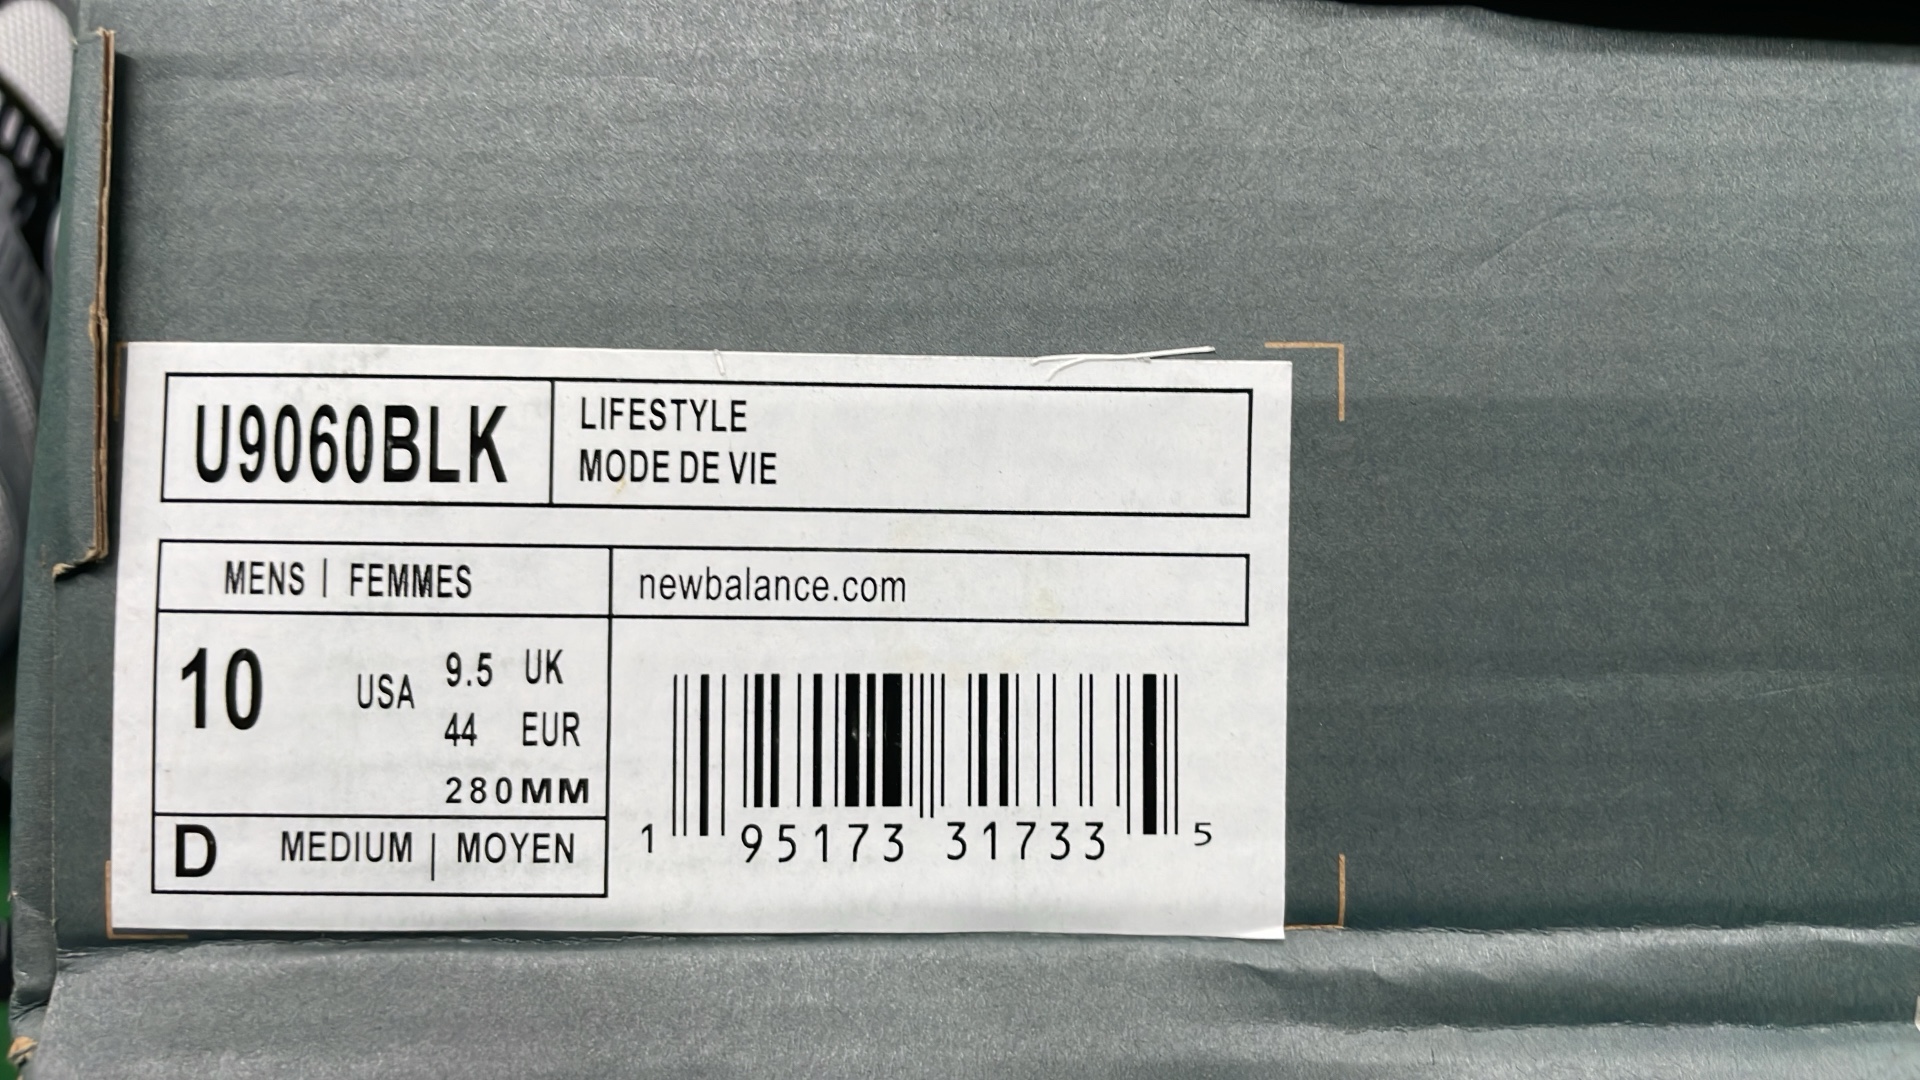 U9060BLK
LIFESTYLE
MODE DE VIE
MENS | FEMMES
newbalance.com
10 USA 9.5 UK
44 EUR
280MM
D MEDIUM | MOYEN
1 95173 31733 5